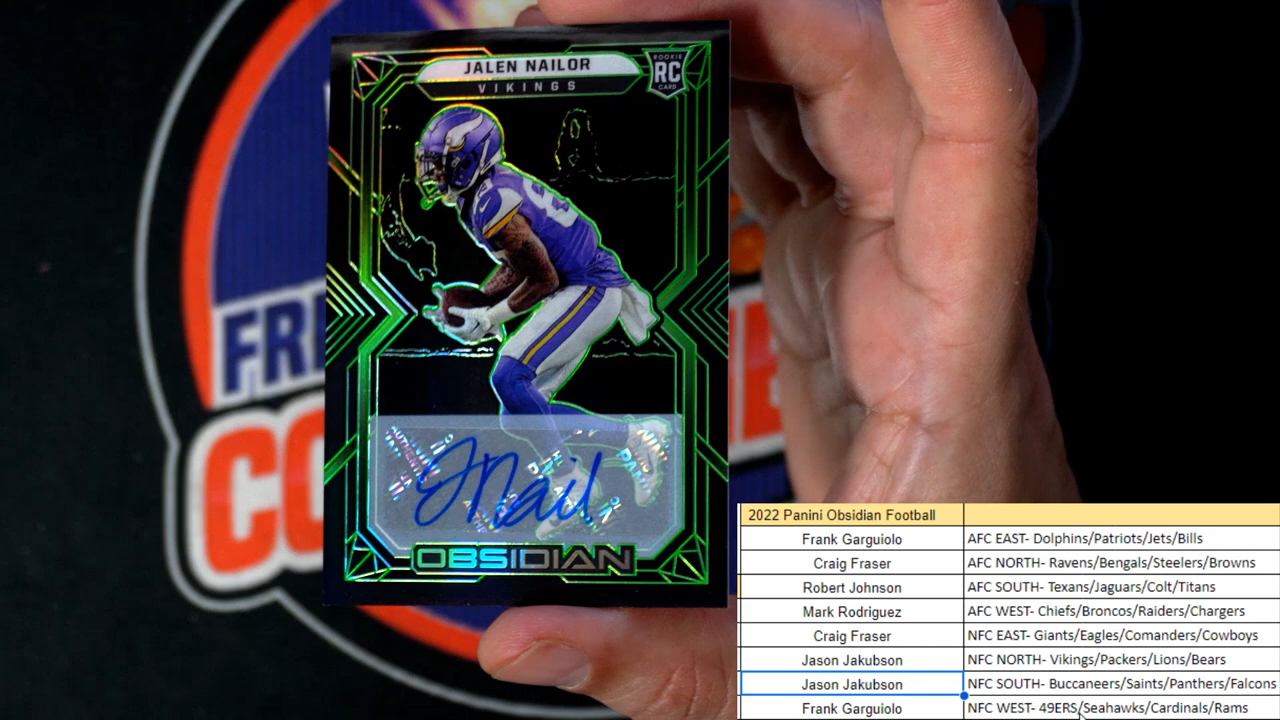 JALEN NAILOR
VIKINGS
ROOKIE
RC
CARD
FRE
CO
J Nail
OBSIDIAN
2022 Panini Obsidian Football
Frank Garguiolo AFC EAST- Dolphins/Patriots/Jets/Bills
Craig Fraser AFC NORTH- Ravens/Bengals/Steelers/Browns
Robert Johnson AFC SOUTH- Texans/Jaguars/Colt/Titans
Mark Rodriguez AFC WEST- Chiefs/Broncos/Raiders/Chargers
Craig Fraser NFC EAST- Giants/Eagles/Comanders/Cowboys
Jason Jakubson NFC NORTH- Vikings/Packers/Lions/Bears
Jason Jakubson NFC SOUTH- Buccaneers/Saints/Panthers/Falcons
Frank Garguiolo NFC WEST- 49ERS/Seahawks/Cardinals/Rams